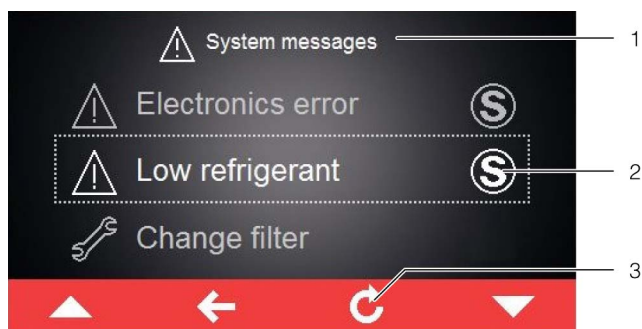 System messages
1
Electronics error S
Low refrigerant S
2
Change filter
3